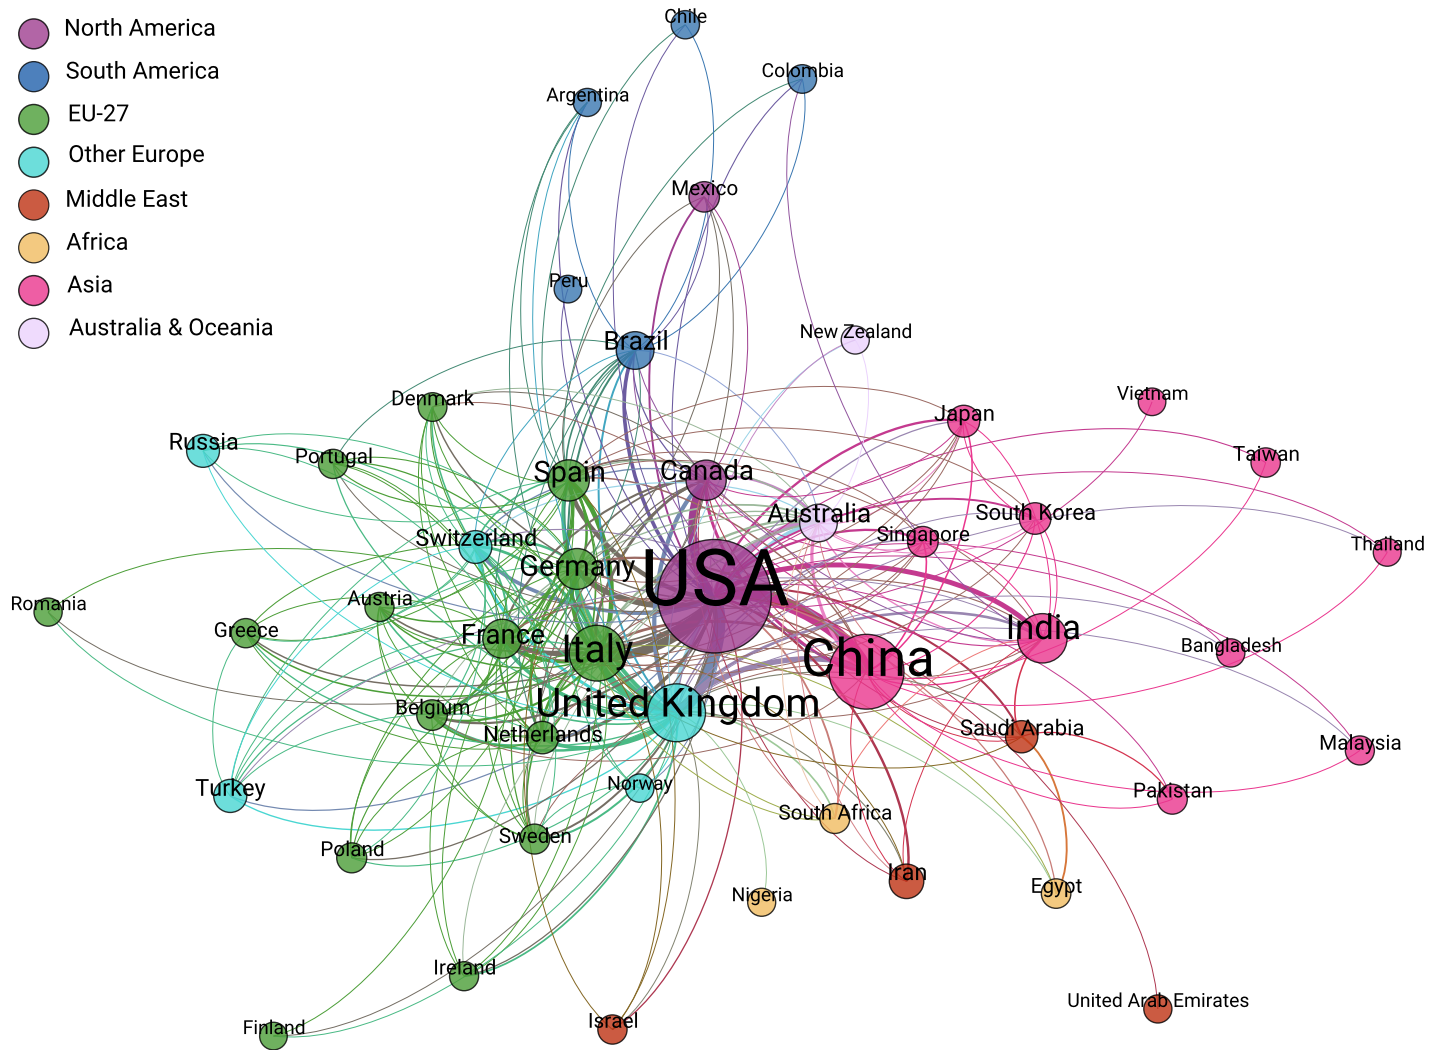 North America
South America
EU-27
Other Europe
Middle East
Africa
Asia
Australia & Oceania
Chile
Colombia
Argentina
Mexico
Peru
Brazil
New Zealand
Denmark
Vietnam
Japan
Russia
Portugal
Taiwan
Spain
Canada
Australia
South Korea
Singapore
Switzerland
Thailand
Germany
USA
Romania
Austria
Greece
France
Italy
India
Bangladesh
China
Belgium
United Kingdom
Netherlands
Saudi Arabia
Malaysia
Turkey
Norway
Pakistan
South Africa
Sweden
Poland
Iran
Egypt
Nigeria
Ireland
United Arab Emirates
Israel
Finland